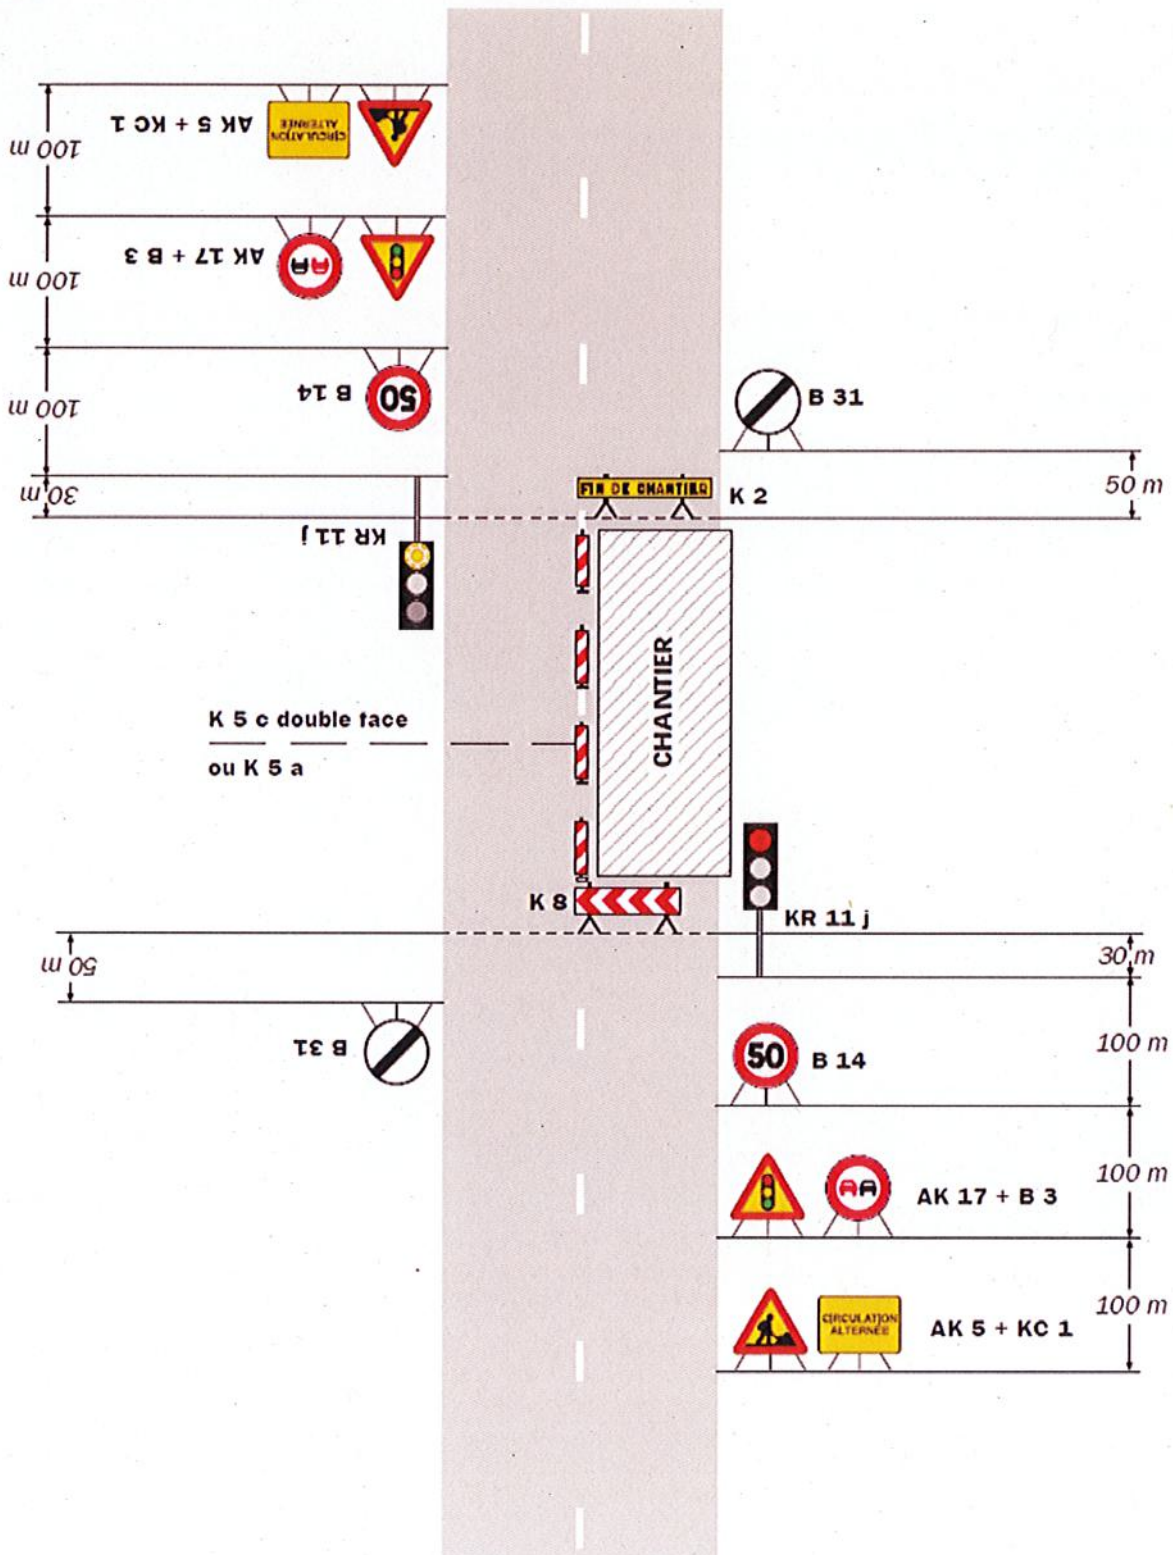 100 m
AK 5 + KC 1
CIRCULATION
ALTERNÉE
100 m
AK 17 + B 3
100 m
B 14
50
30 m
KR 11 j
B 31
50 m
FIN DE CHANTIER
K 2
CHANTIER
K 5 c double face
ou K 5 a
K 8
KR 11 j
50 m
B 31
30 m
50
B 14
100 m
AK 17 + B 3
100 m
CIRCULATION
ALTERNÉE
AK 5 + KC 1
100 m